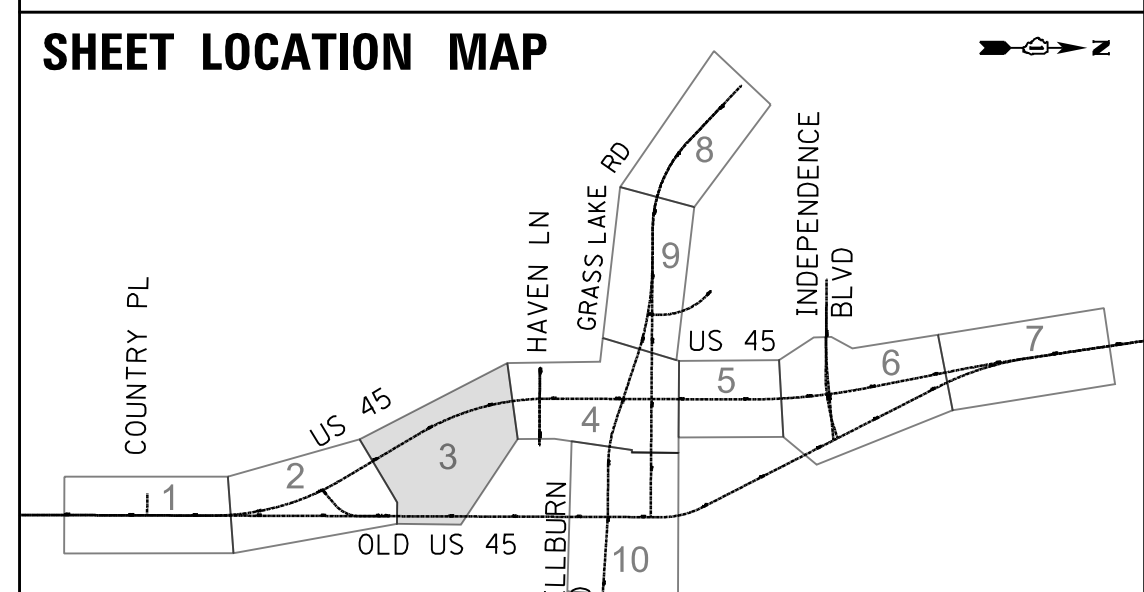 SHEET LOCATION MAP
N
8
GRASS LAKE RD
INDEPENDENCE
BLVD
HAVEN LN
9
COUNTRY PL
US 45
7
6
5
US 45
4
3
2
1
OLD US 45
10